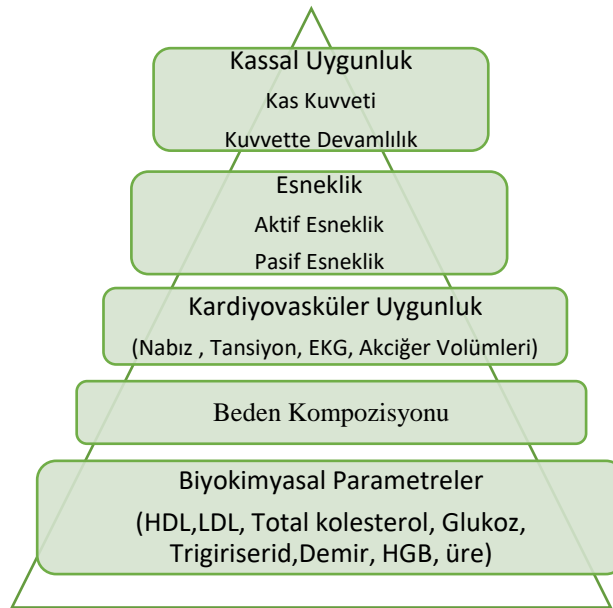 Kassal Uygunluk
Kas Kuvveti
Kuvvette Devamlılık
Esneklik
Aktif Esneklik
Pasif Esneklik
Kardiyovasküler Uygunluk
(Nabız , Tansiyon, EKG, Akciğer Volümleri)
Beden Kompozisyonu
Biyokimyasal Parametreler
(HDL,LDL, Total kolesterol, Glukoz,
Trigiriserid,Demir, HGB, üre)